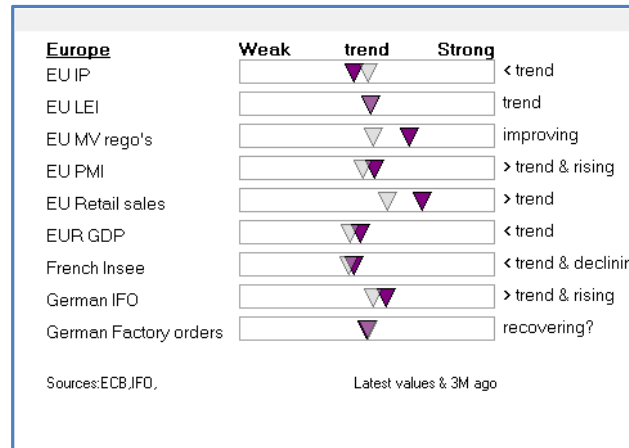 Europe Weak trend Strong
EU IP < trend
EU LEI trend
EU MV rego's improving
EU PMI > trend & rising
EU Retail sales > trend
EUR GDP < trend
French Insee < trend & declinin
German IFO > trend & rising
German Factory orders recovering?
Sources:ECB,IFO, Latest values & 3M ago